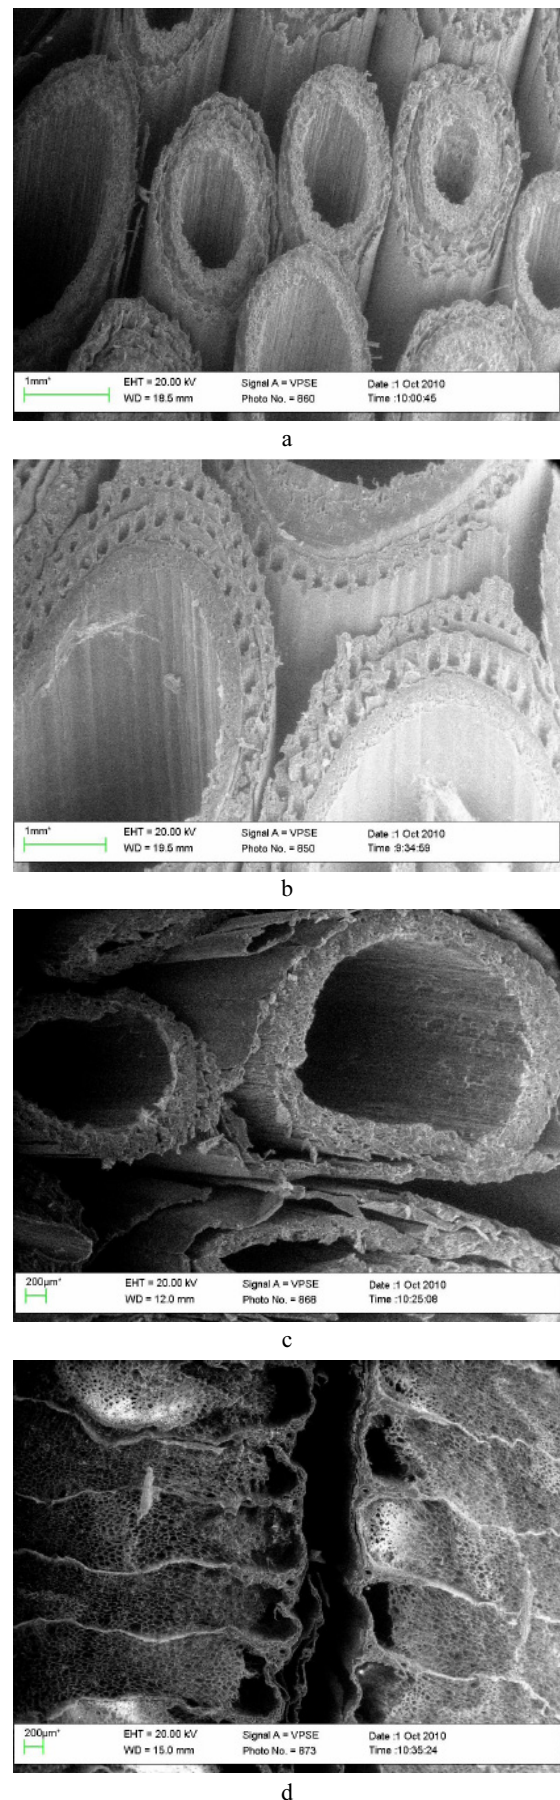 1mm* EHT = 20.00 kV Signal A = VPSE Date :1 Oct 2010
WD = 18.5 mm Photo No. = 860 Time :10:00:45
a
1mm* EHT = 20.00 kV Signal A = VPSE Date :1 Oct 2010
WD = 19.5 mm Photo No. = 850 Time :9:34:59
b
200µm* EHT = 20.00 kV Signal A = VPSE Date :1 Oct 2010
WD = 12.0 mm Photo No. = 868 Time :10:25:08
c
200µm* EHT = 20.00 kV Signal A = VPSE Date :1 Oct 2010
WD = 15.0 mm Photo No. = 873 Time :10:35:24
d